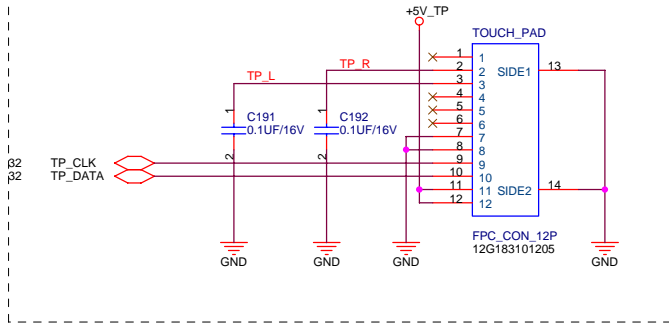 +5V_TP
TOUCH_PAD
1 1
TP_R 2 2 SIDE1 13
TP_L 3 3
4 4
5 5
6 6
7 7
8 8
1 C191 0.1UF/16V 2
1 C192 0.1UF/16V 2
32 TP_CLK 9 9
32 TP_DATA 10 10
11 11 SIDE2 14
12 12
FPC_CON_12P
12G183101205
GND GND GND GND